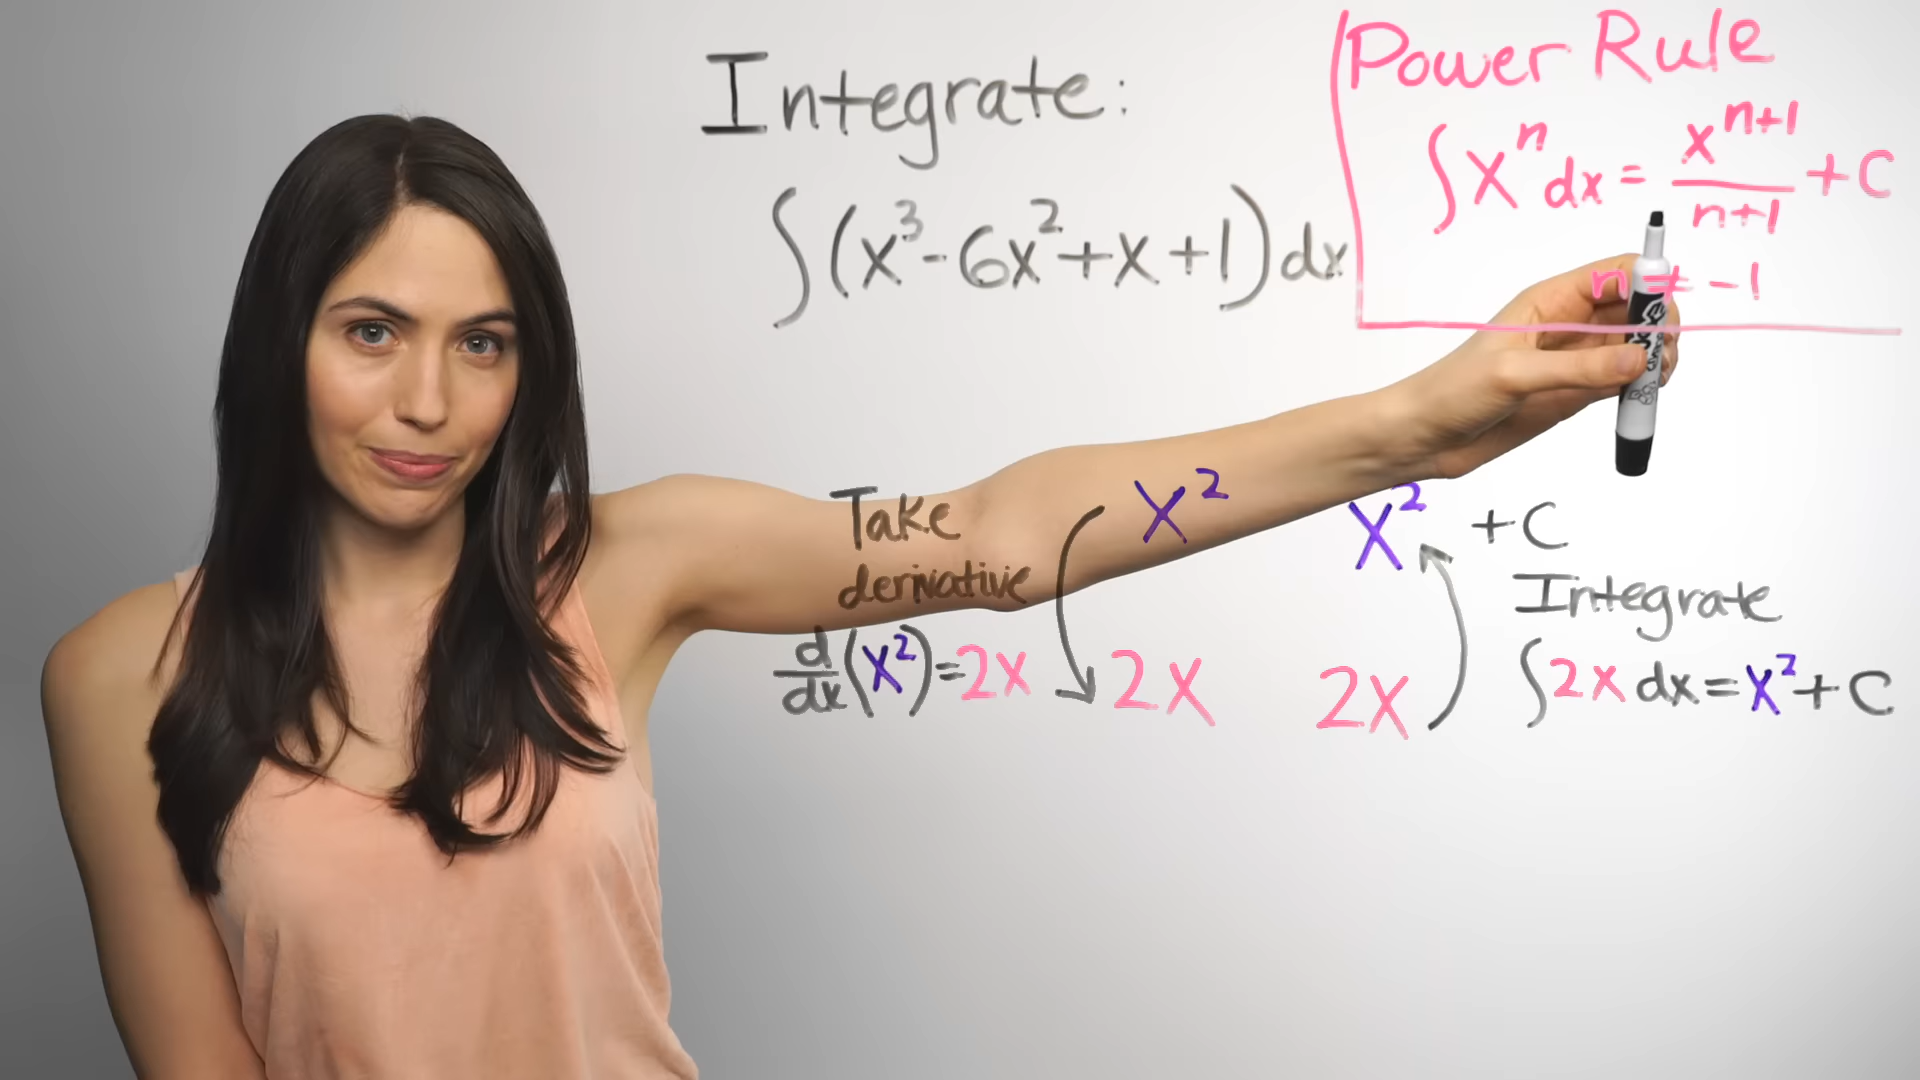 Integrate:
∫(x³-6x²+x+1)dx
Power Rule
∫xⁿdx = xⁿ⁺¹/n+1 +C
n ≠ -1
Take
derivative
x²
d/dx(x²)=2x
2x
x² +C
2x
Integrate
∫2x dx=x²+C